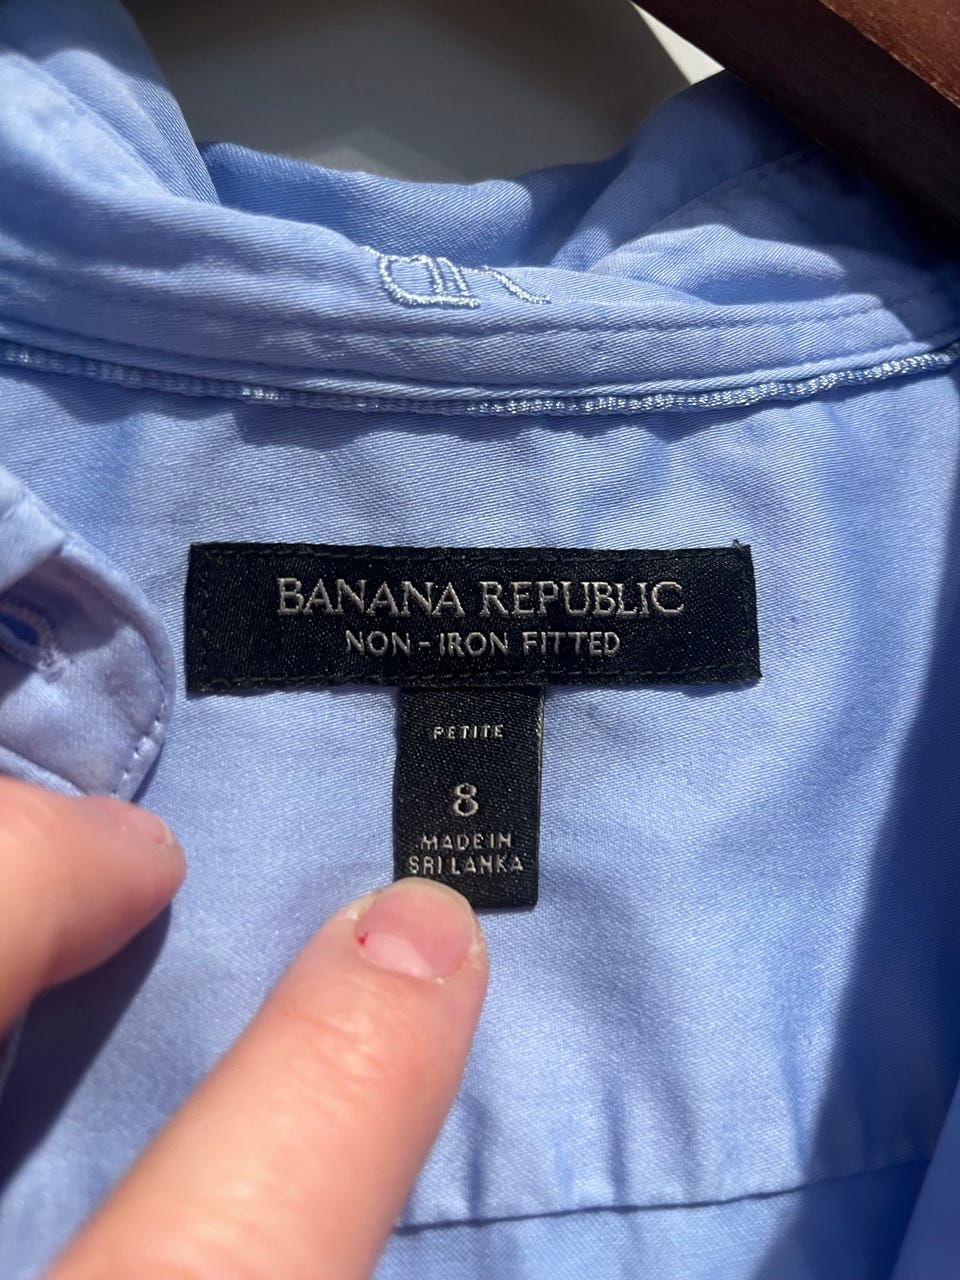 BANANA REPUBLIC
NON-IRON FITTED
PETITE
8
MADE IN
SRI LANKA